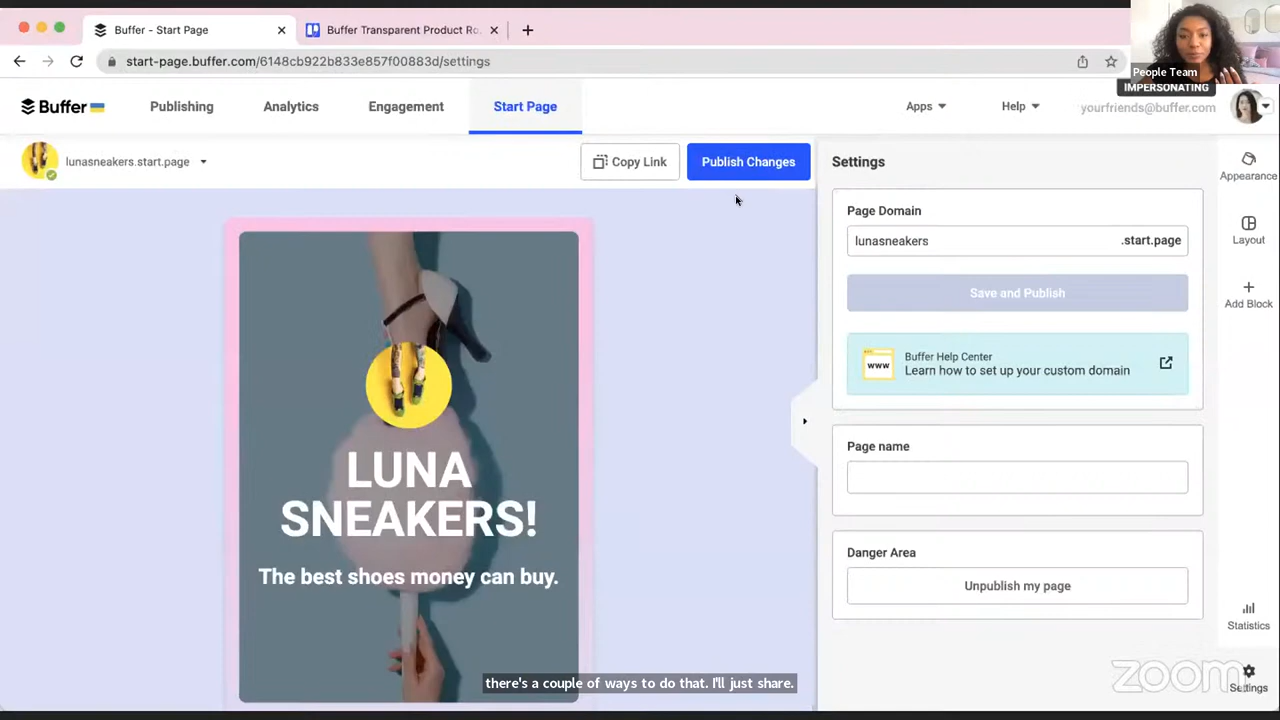 Buffer - Start Page
Buffer Transparent Product Ro
start-page.buffer.com/6148cb922b833e857f00883d/settings
People Team
IMPERSONATING
Buffer
Publishing
Analytics
Engagement
Start Page
Apps
Help
yourfriends@buffer.com
lunasneakers.start.page
Copy Link
Publish Changes
Settings
Appearance
Layout
Add Block
Page Domain
lunasneakers
.start.page
Save and Publish
www
Buffer Help Center
Learn how to set up your custom domain
Page name
Danger Area
Unpublish my page
LUNA
SNEAKERS!
The best shoes money can buy.
Statistics
Settings
there's a couple of ways to do that. I'll just share.
zoom